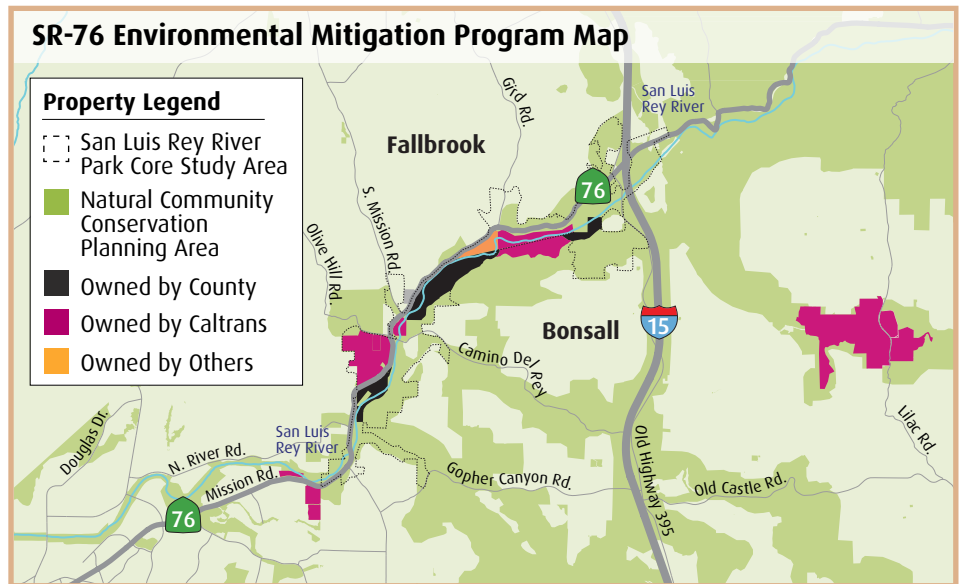 SR-76 Environmental Mitigation Program Map
Property Legend
San Luis Rey River
Park Core Study Area
Natural Community
Conservation
Planning Area
Owned by County
Owned by Caltrans
Owned by Others
Fallbrook
Gird Rd.
San Luis
Rey River
76
S. Mission Rd.
Olive Hill Rd.
Bonsall
15
Camino Del Rey
Lilac Rd.
Douglas Dr.
San Luis
Rey River
N. River Rd.
Mission Rd.
76
Gopher Canyon Rd.
Old Highway 395
Old Castle Rd.